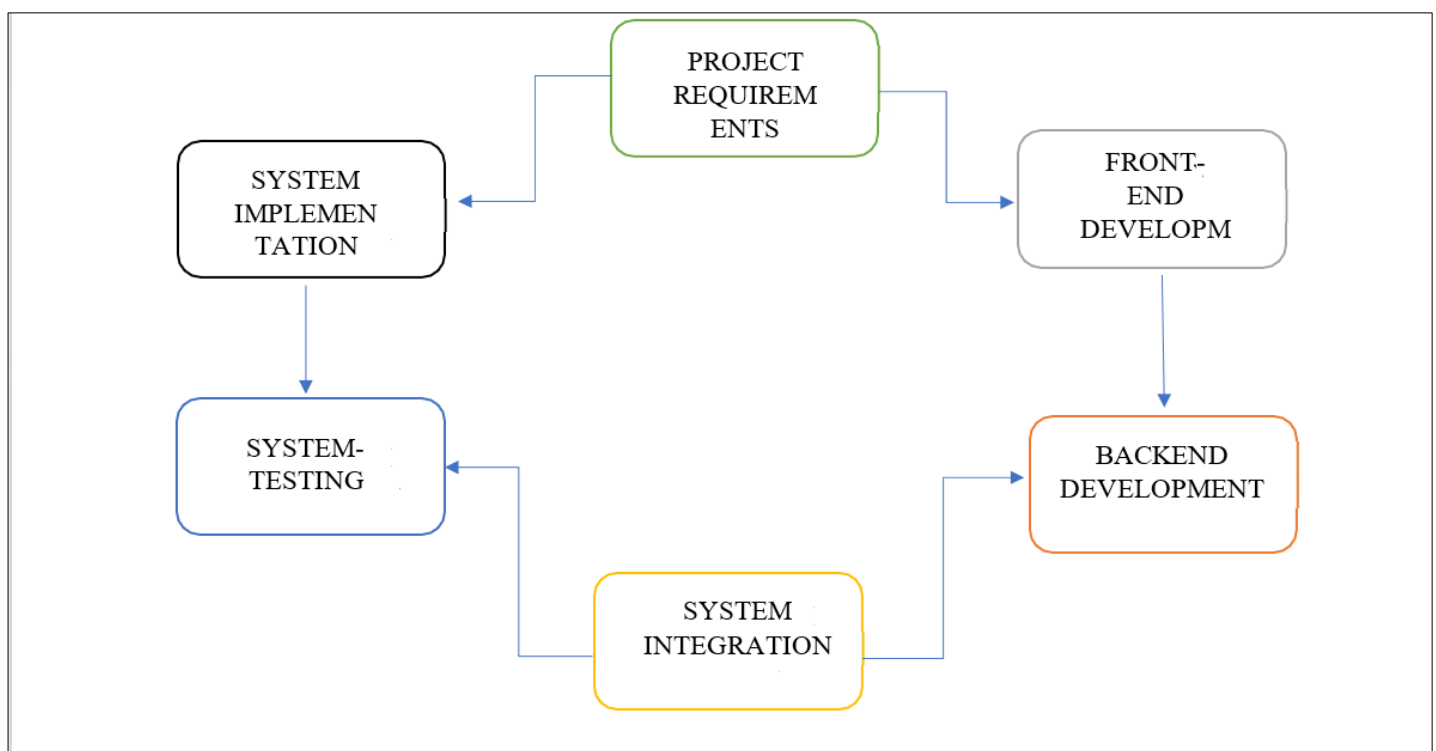 PROJECT
REQUIREM
ENTS
SYSTEM
IMPLEMEN
TATION
FRONT-
END
DEVELOPM
SYSTEM-
TESTING
BACKEND
DEVELOPMENT
SYSTEM
INTEGRATION